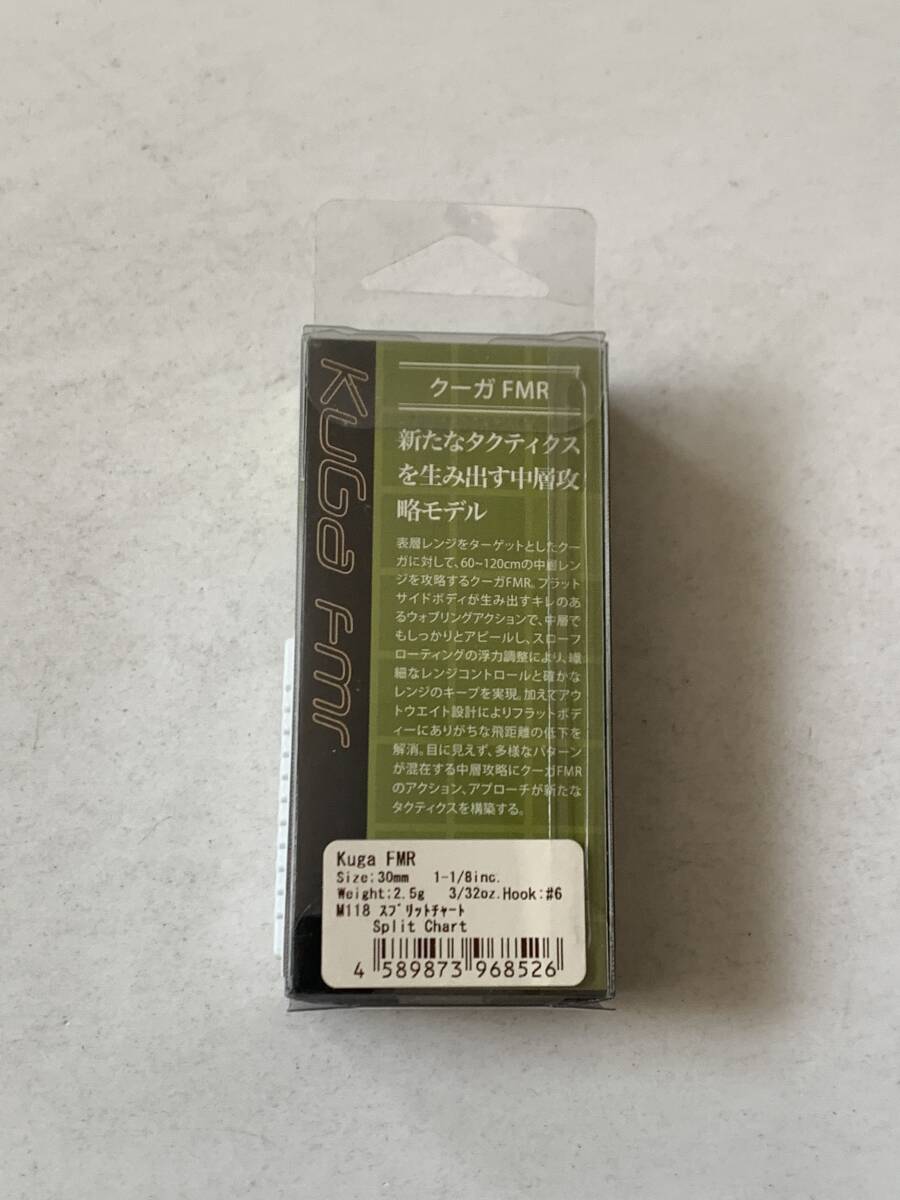 Kuga FMR
クーガ FMR
新たなタクティクス
を生み出す中層攻
略モデル
表層レンジをターゲットとしたクー
ガに対して、60~120cmの中層レン
ジを攻略するクーガFMR。フラット
サイドボディが生み出すキレのあ
るウォブリングアクションで、中層で
もしっかりとアピールし、スローフ
ローティングの浮力調整により、繊
細なレンジコントロールと確かな
レンジのキープを実現。加えてアウ
トウエイト設計によりフラットボデ
ィーにありがちな飛距離の低下を
解消。目に見えず、多様なパターン
が混在する中層攻略にクーガFMR
のアクション、アプローチが新たな
タクティクスを構築する。
Kuga FMR
Size:30mm 1-1/8inc.
Weight:2.5g 3/32oz.Hook:#6
M118 スプリットチャート
Split Chart
4 589873 968526